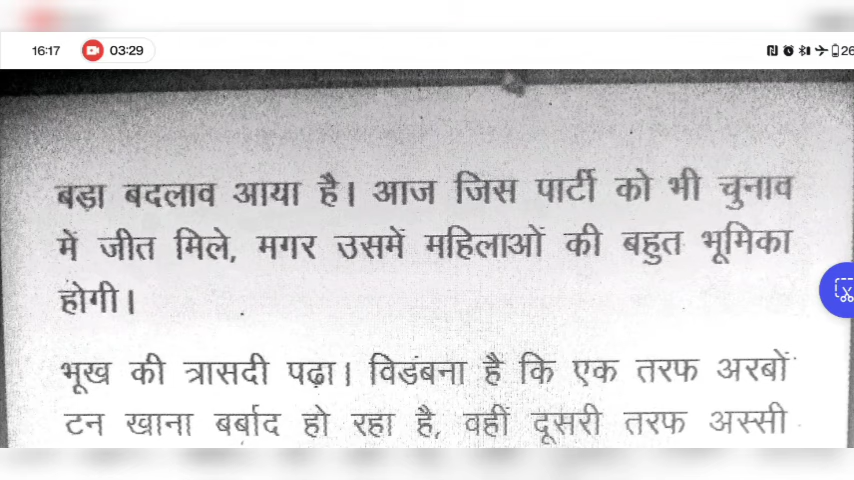 16:17 03:29 26
बड़ा बदलाव आया है। आज जिस पार्टी को भी चुनाव
में जीत मिले, मगर उसमें महिलाओं की बहुत भूमिका
होगी।
भूख की त्रासदी पढ़ा। विडंबना है कि एक तरफ अरबों
टन खाना बर्बाद हो रहा है, वहीं दूसरी तरफ अस्सी